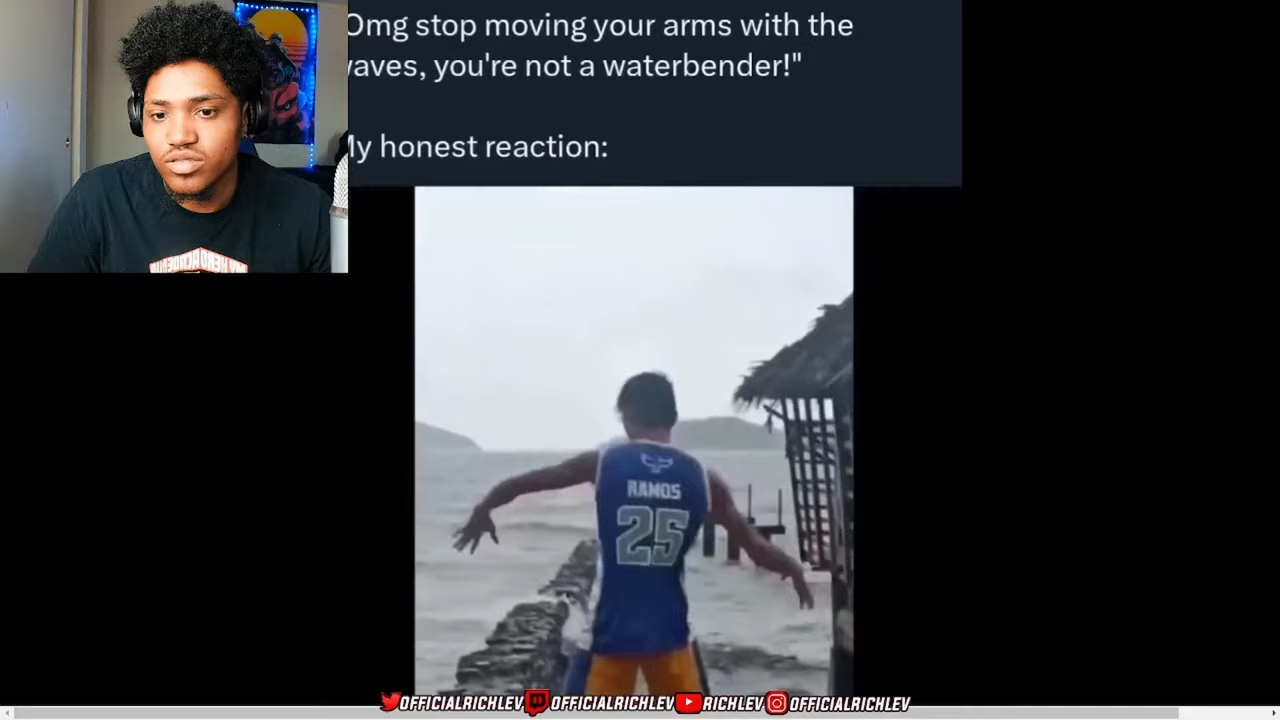 Omg stop moving your arms with the
waves, you're not a waterbender!"
My honest reaction:
RAMOS
25
OFFICIALRICHLEV OFFICIALRICHLEV RICHLEV OFFICIALRICHLEV